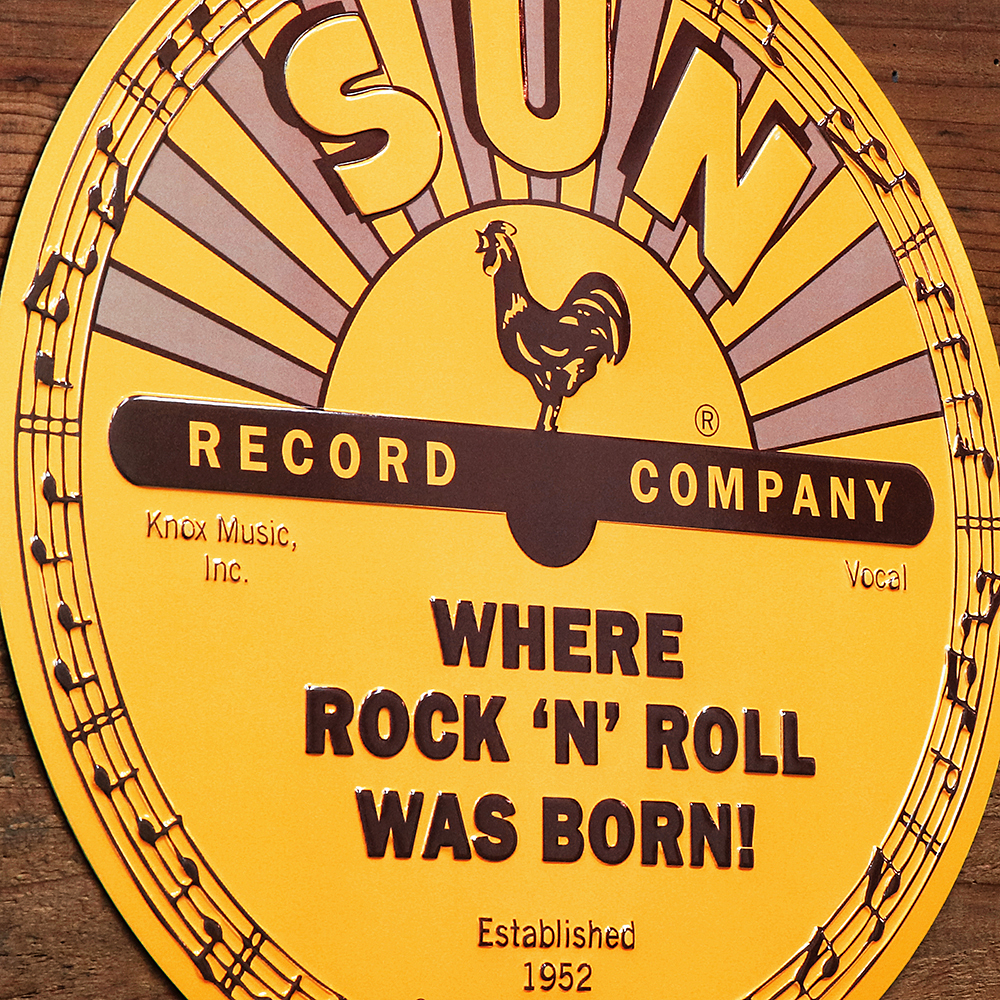 SUN
RECORD COMPANY
®
Knox Music,
Inc.
Vocal
WHERE
ROCK ‘N’ ROLL
WAS BORN!
Established
1952